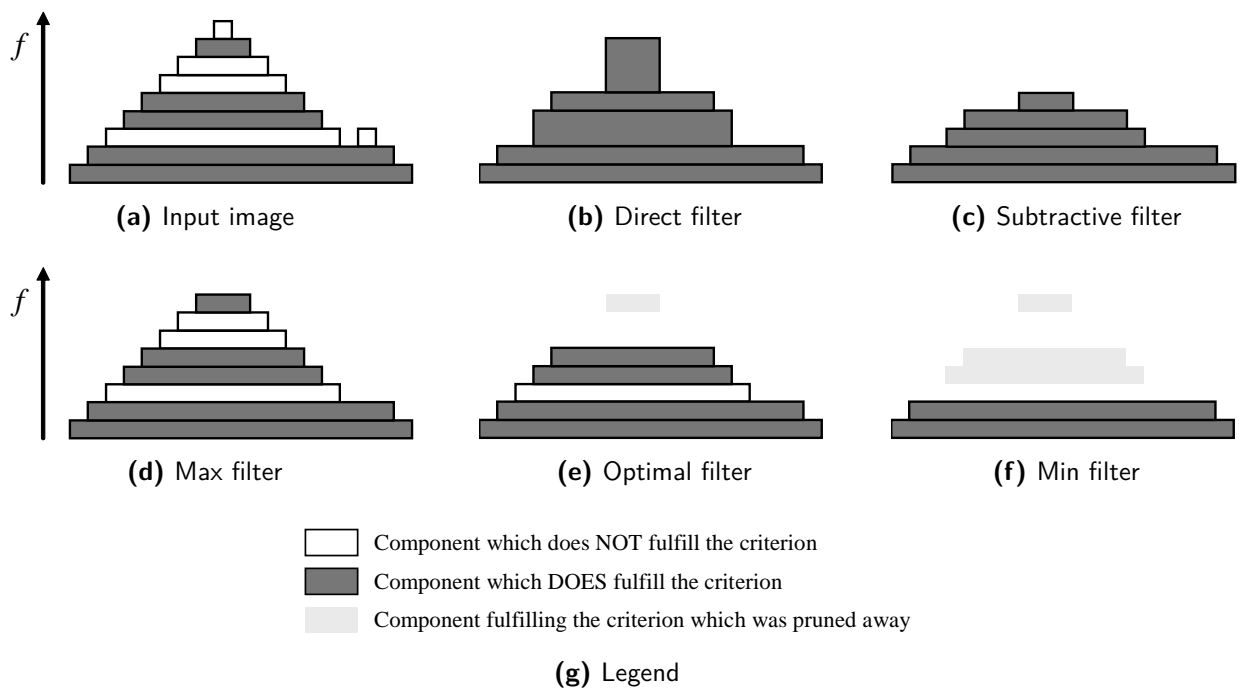 f
(a) Input image
(b) Direct filter
(c) Subtractive filter
f
(d) Max filter
(e) Optimal filter
(f) Min filter
Component which does NOT fulfill the criterion
Component which DOES fulfill the criterion
Component fulfilling the criterion which was pruned away
(g) Legend